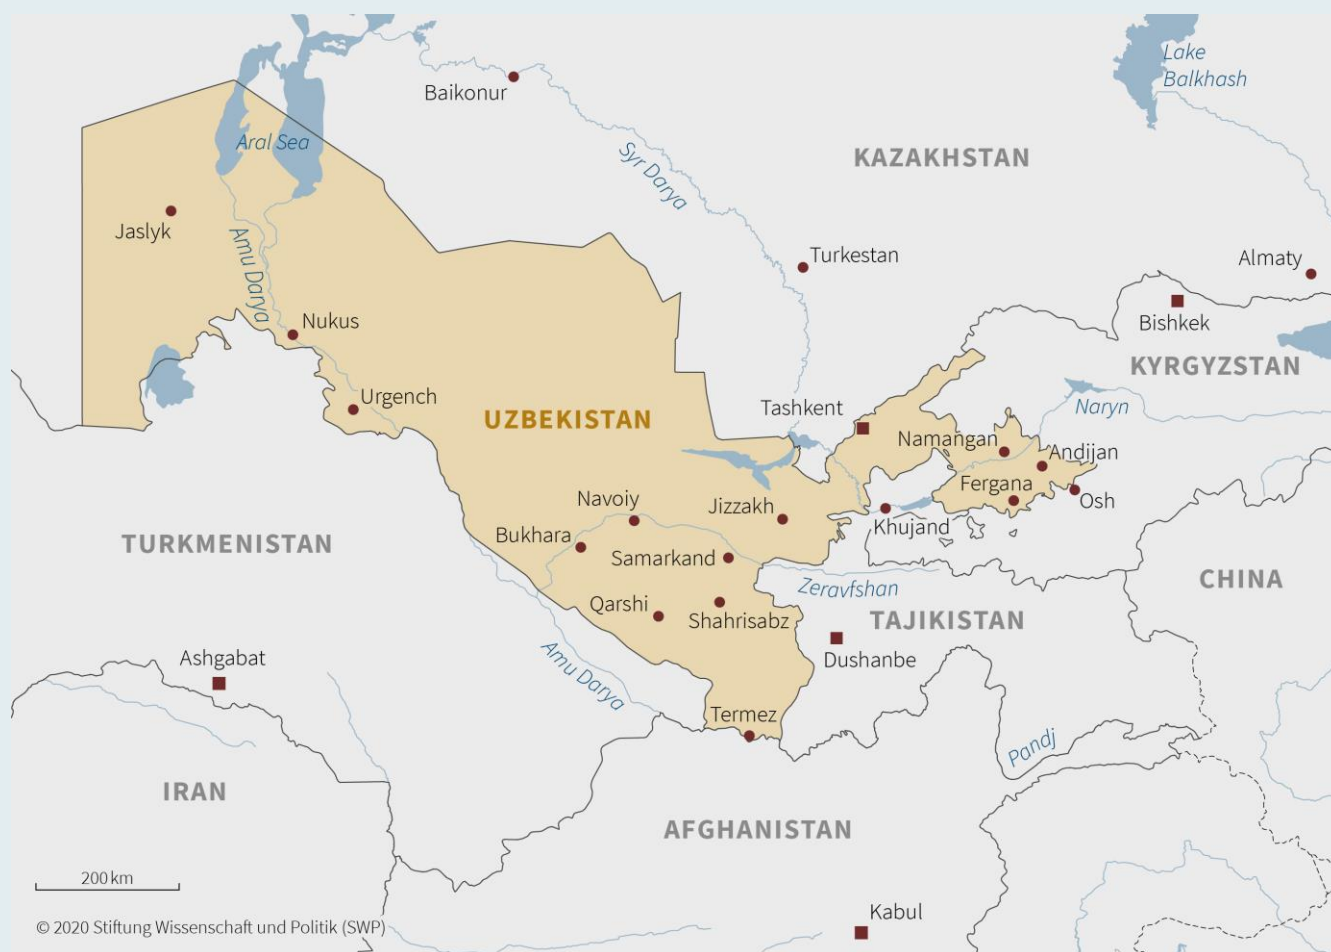 Lake
Balkhash
Baikonur
Aral Sea
Syr Darya
KAZAKHSTAN
Jaslyk
Amu Darya
Turkestan
Almaty
Nukus
Bishkek
KYRGYZSTAN
Urgench
UZBEKISTAN
Tashkent
Naryn
Namangan
Andijan
Fergana
Osh
Navoiy
Jizzakh
Khujand
Bukhara
TURKMENISTAN
Samarkand
CHINA
Zeravfshan
Qarshi
Shahrisabz
TAJIKISTAN
Ashgabat
Dushanbe
Amu Darya
Termez
Pandj
IRAN
AFGHANISTAN
200 km
Kabul
© 2020 Stiftung Wissenschaft und Politik (SWP)